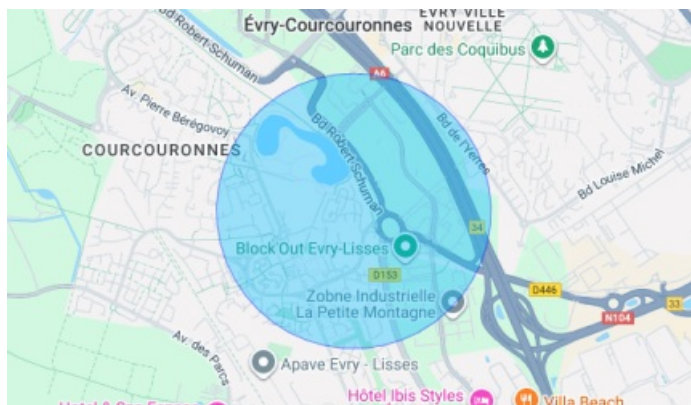 EVRY VILLE
NOUVELLE
Évry-Courcouronnes
Parc des Coquibus
Bd Robert-Schuman
A6
Av. Pierre Bérégovoy
COURCOURONNES
Bd Robert-Schuman
Bd de l'Yerres
Bd Louise Michel
34
Block'Out Evry-Lisses
D153
D446
Zobne Industrielle
La Petite Montagne
33
N104
Av. des Parcs
Apave Evry - Lisses
Hôtel Ibis Styles
Villa Beach